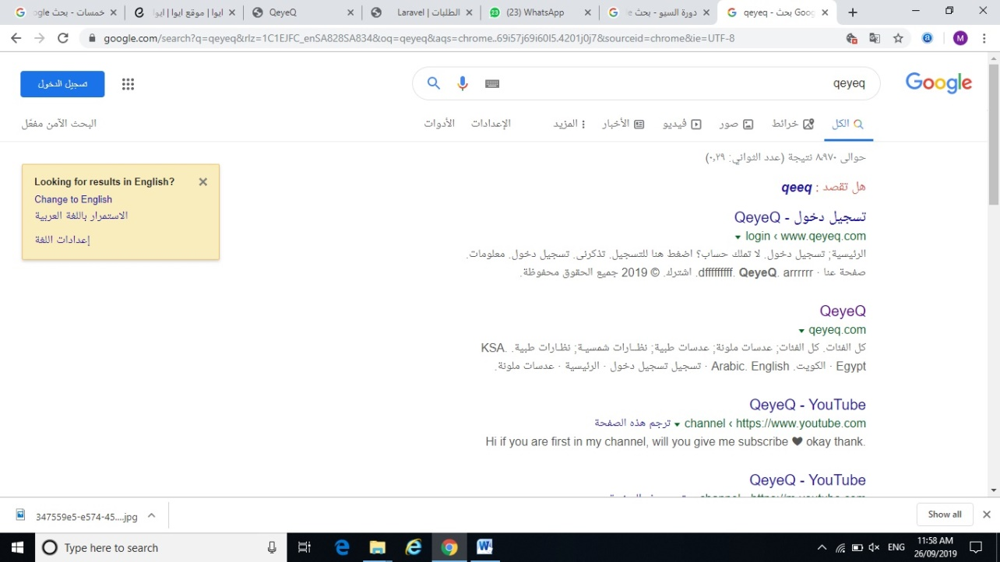 خمسات - بحث ogle
ايوا | موقع ايوا | ايوا
QeyeQ
الطلبات | Laravel
(23) WhatsApp
دورة السيو - بحث
qeyeq - بحث Goog
google.com/search?q=qeyeq&rlz=1C1EJFC_enSA828SA834&oq=qeyeq&aqs=chrome..69i57j69i60l5.4201j0j7&sourceid=chrome&ie=UTF-8
M
Google
qeyeq
تسجيل الدخول
الكل
خرائط
صور
فيديو
الأخبار
المزيد
الإعدادات
الأدوات
البحث الآمن مفعّل
حوالى ٨٬٩٧٠ نتيجة (عدد الثواني: ٠٫٢٩)
هل تقصد : qeeq
Looking for results in English?
Change to English
الاستمرار باللغة العربية
إعدادات اللغة
تسجيل دخول - QeyeQ
login ‹ www.qeyeq.com
الرئيسية; تسجيل دخول. لا تملك حساب؟ اضغط هنا للتسجيل. تذكرنى. تسجيل دخول. معلومات.
صفحة عنا · dfffffffff. QeyeQ. arrrrrr. اشترك. © 2019 جميع الحقوق محفوظة.
QeyeQ
qeyeq.com
كل الفئات. كل الفئات; عدسات ملونة; عدسات طبية; نظـــارات شمسيـة; نظـارات طبية. .KSA
Egypt · الكويت. Arabic. English · تسجيل تسجيل دخول · الرئيسية · عدسات ملونة.
QeyeQ - YouTube
channel ‹ https://www.youtube.com ترجم هذه الصفحة
Hi if you are first in my channel, will you give me subscribe ♥ okay thank.
QeyeQ - YouTube
347559e5-e574-45....jpg
Show all
Type here to search
ENG
11:58 AM
26/09/2019